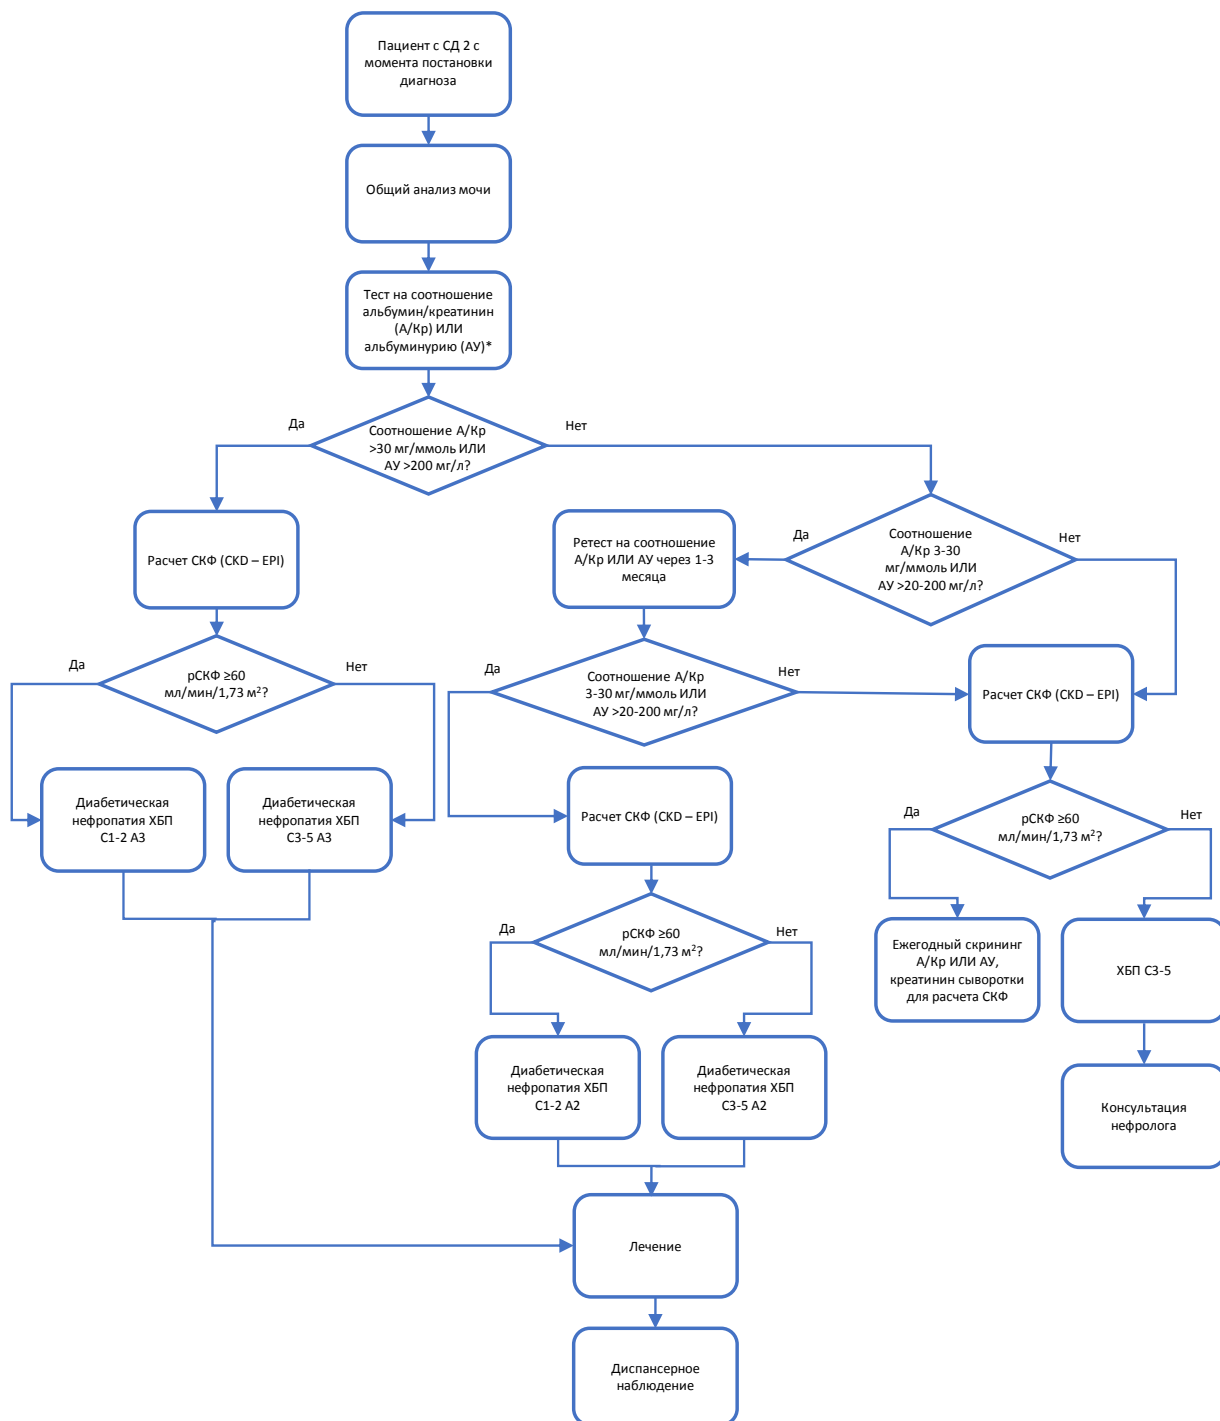 Пациент с СД 2 с
момента постановки
диагноза
Общий анализ мочи
Тест на соотношение
альбумин/креатинин
(А/Кр) ИЛИ
альбуминурию (АУ)*
Да
Соотношение А/Кр
>30 мг/ммоль ИЛИ
АУ >200 мг/л?
Нет
Расчет СКФ (CKD – EPI)
Ретест на соотношение
А/Кр ИЛИ АУ через 1-3
месяца
Да
Соотношение
А/Кр 3-30
мг/ммоль ИЛИ
АУ >20-200 мг/л?
Нет
Да
рСКФ ≥60
мл/мин/1,73 м²?
Нет
Да
Соотношение А/Кр
3-30 мг/ммоль ИЛИ
АУ >20-200 мг/л?
Нет
Расчет СКФ (CKD – EPI)
Диабетическая
нефропатия ХБП
С1-2 А3
Диабетическая
нефропатия ХБП
С3-5 А3
Расчет СКФ (CKD – EPI)
Да
рСКФ ≥60
мл/мин/1,73 м²?
Нет
Да
рСКФ ≥60
мл/мин/1,73 м²?
Нет
Ежегодный скрининг
А/Кр ИЛИ АУ,
креатинин сыворотки
для расчета СКФ
ХБП С3-5
Диабетическая
нефропатия ХБП
С1-2 А2
Диабетическая
нефропатия ХБП
С3-5 А2
Консультация
нефролога
Лечение
Диспансерное
наблюдение